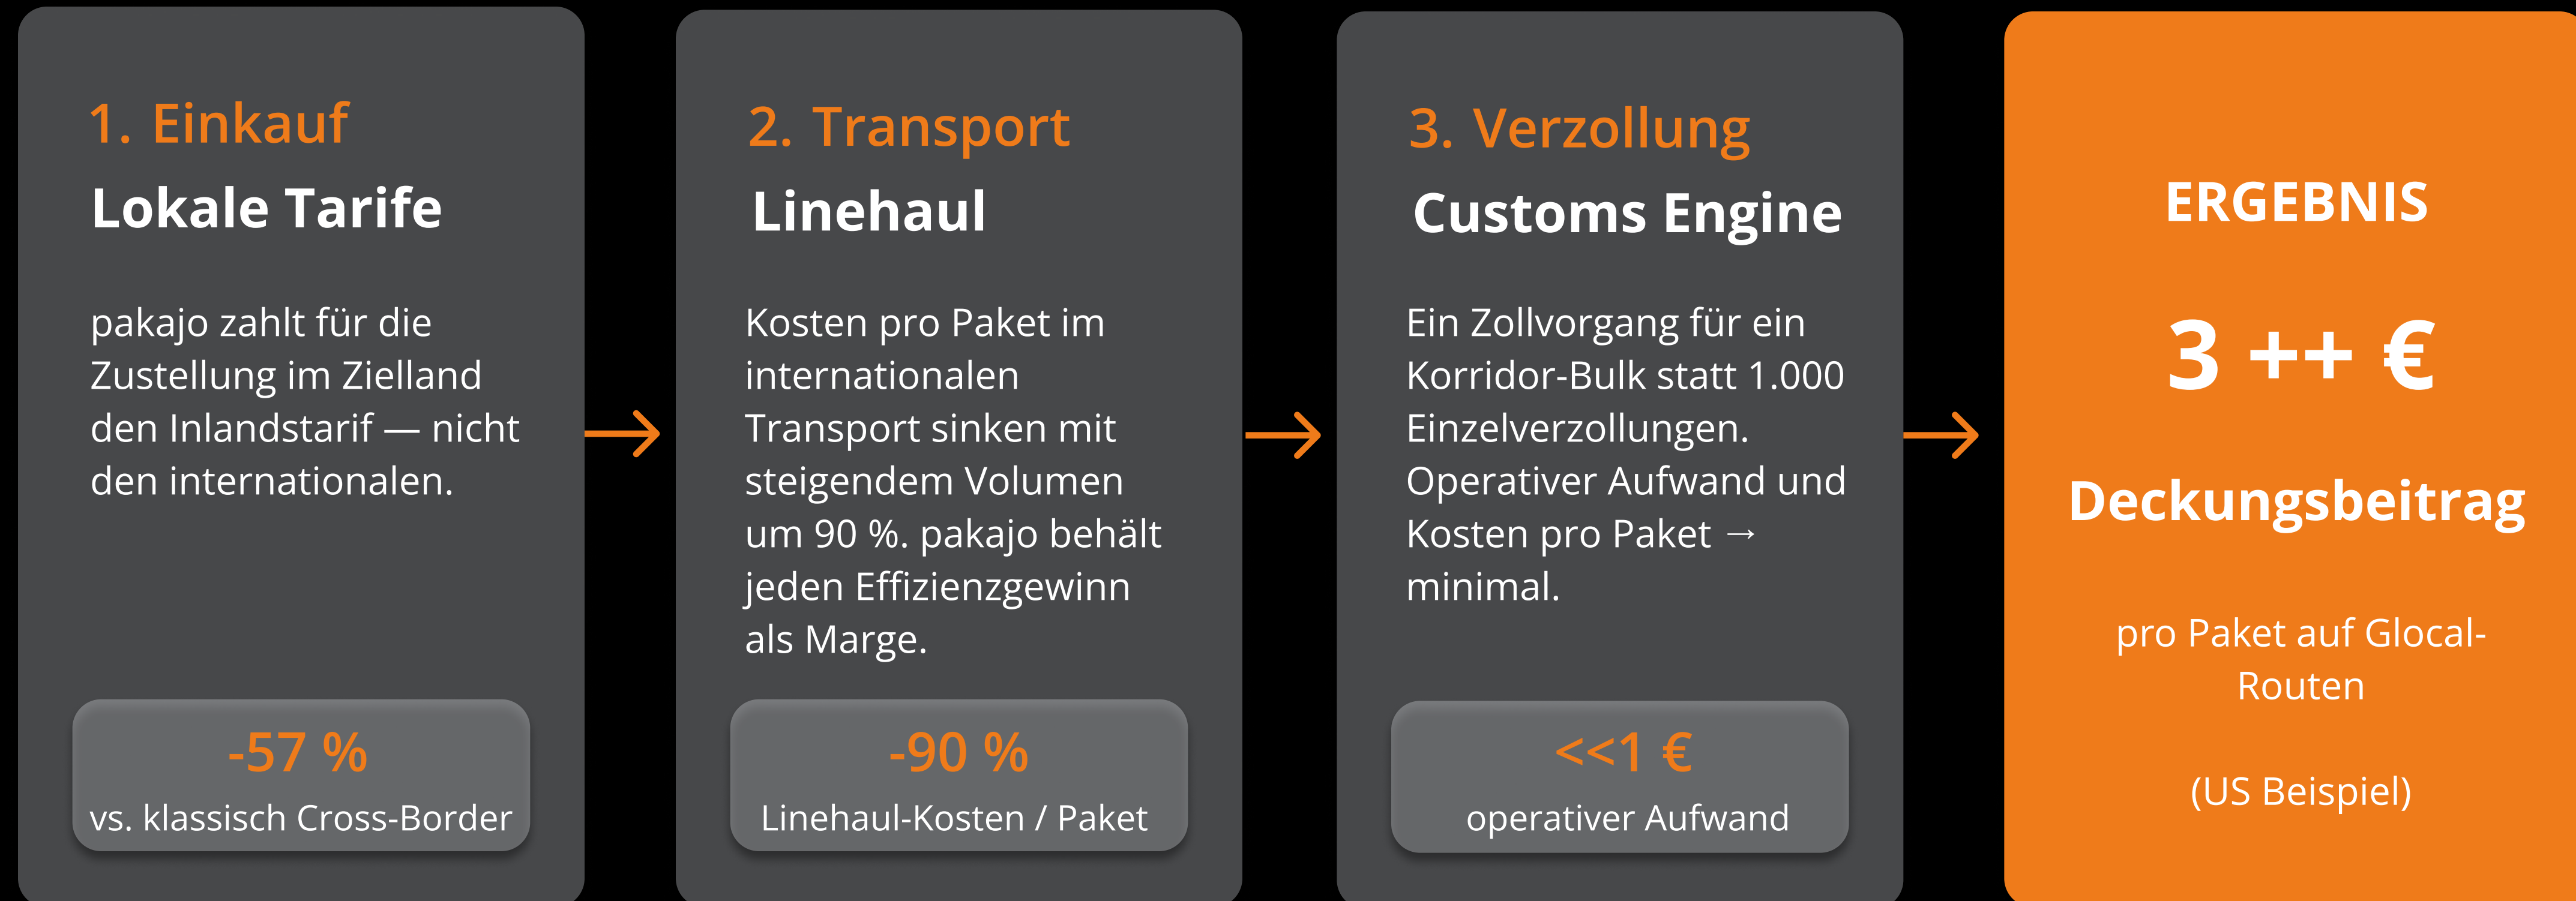 1. Einkauf
Lokale Tarife
pakajo zahlt für die
Zustellung im Zielland
den Inlandstarif — nicht
den internationalen.
-57 %
vs. klassisch Cross-Border
2. Transport
Linehaul
Kosten pro Paket im
internationalen
Transport sinken mit
steigendem Volumen
um 90 %. pakajo behält
jeden Effizienzgewinn
als Marge.
-90 %
Linehaul-Kosten / Paket
3. Verzollung
Customs Engine
Ein Zollvorgang für ein
Korridor-Bulk statt 1.000
Einzelverzollungen.
Operativer Aufwand und
Kosten pro Paket →
minimal.
<<1 €
operativer Aufwand
ERGEBNIS
3 ++ €
Deckungsbeitrag
pro Paket auf Glocal-
Routen
(US Beispiel)